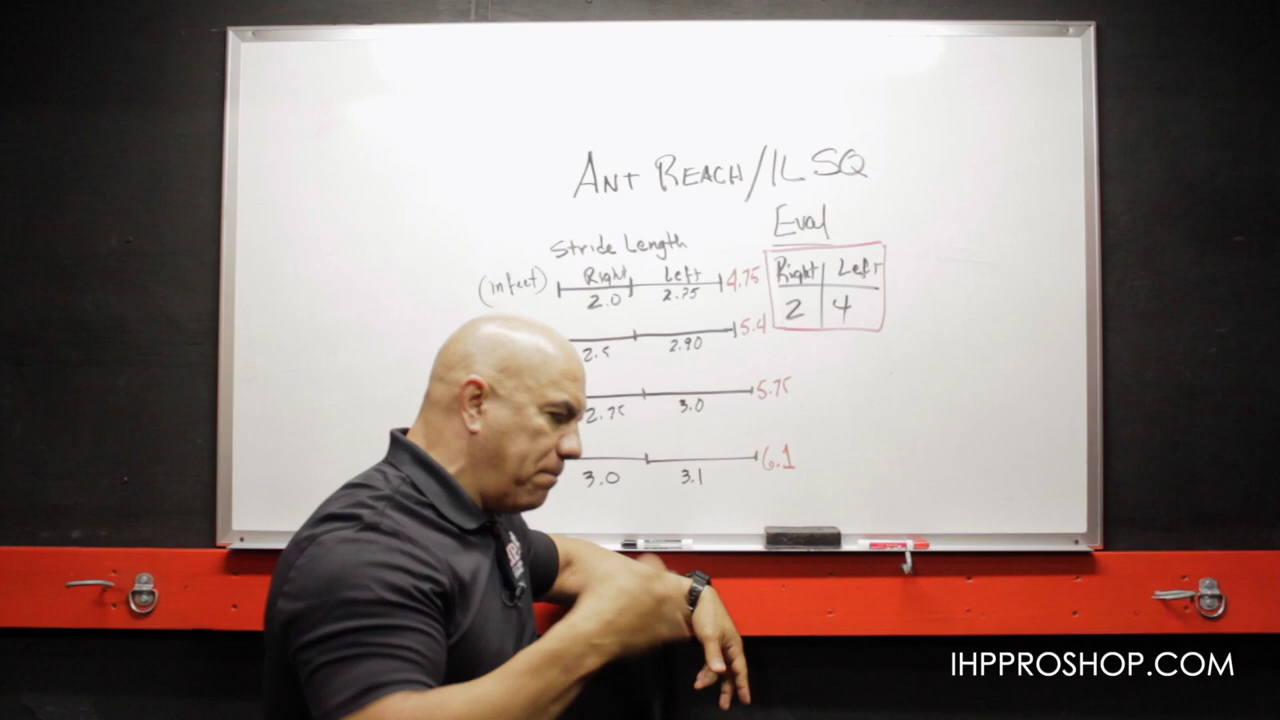 ANT REACH/1L SQ
Eval
Stride Length
(in feet) Right Left 4.75 Right Left
2.0 2.75 2 4
5.4
2.5 2.90
5.75
2.75 3.0
6.1
3.0 3.1
IHPPROSHOP.COM